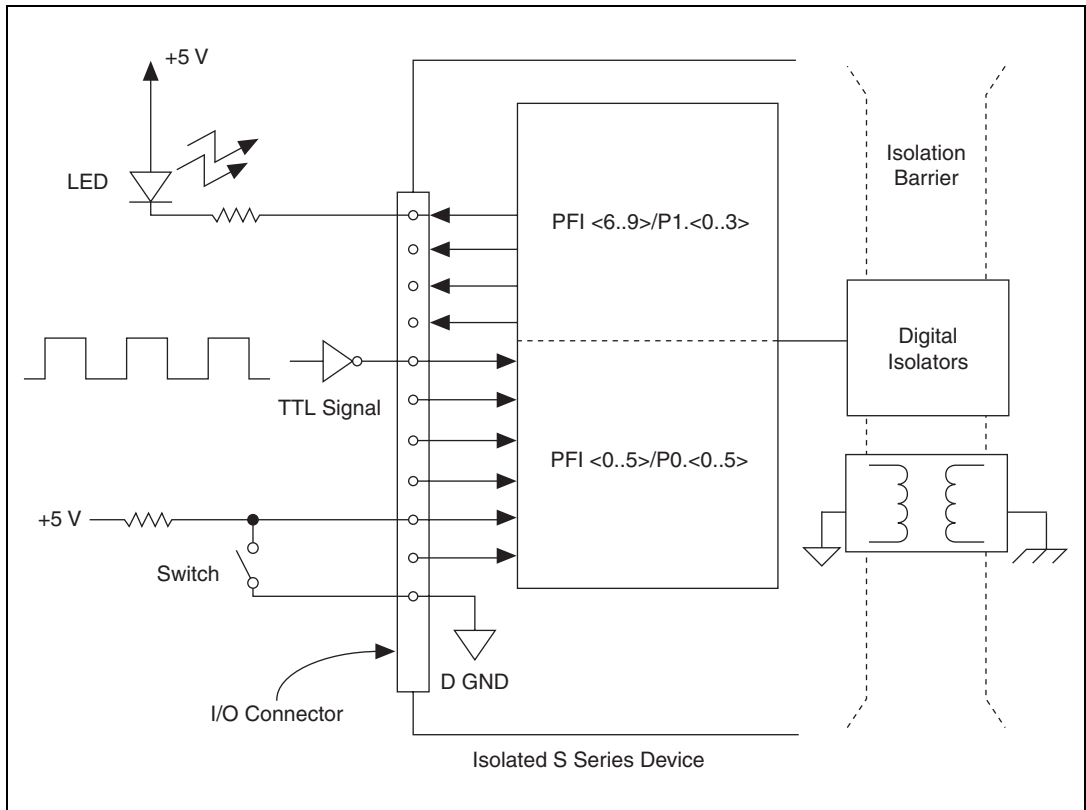 +5 V
LED
Isolation
Barrier
PFI <6..9>/P1.<0..3>
Digital
Isolators
TTL Signal
PFI <0..5>/P0.<0..5>
+5 V
Switch
D GND
I/O Connector
Isolated S Series Device